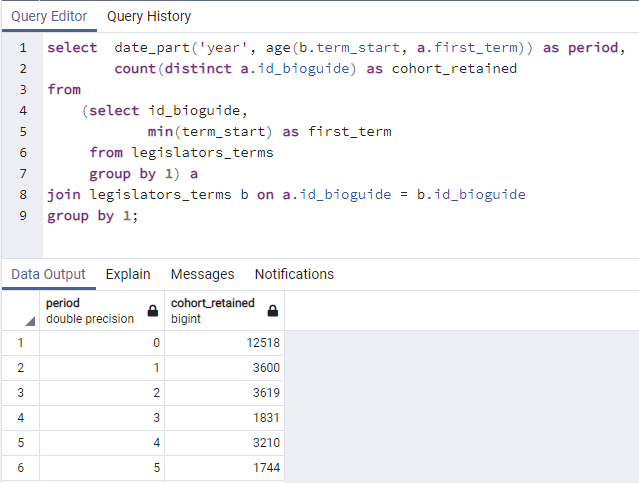 Query Editor Query History
1 select  date_part('year', age(b.term_start, a.first_term)) as period,
2         count(distinct a.id_bioguide) as cohort_retained
3 from
4     (select id_bioguide,
5             min(term_start) as first_term
6      from legislators_terms
7      group by 1) a
8 join legislators_terms b on a.id_bioguide = b.id_bioguide
9 group by 1;
Data Output Explain Messages Notifications
period cohort_retained
double precision bigint
1 0 12518
2 1 3600
3 2 3619
4 3 1831
5 4 3210
6 5 1744